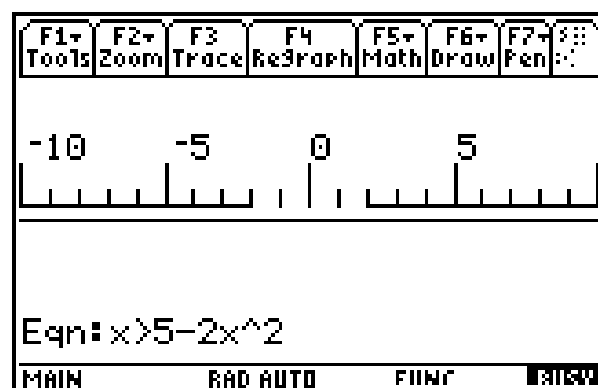 F1 F2 F3 F4 F5 F6 F7
Tools Zoom Trace ReGraph Math Draw Pen
-10 -5 0 5
Eqn:x>5-2x^2
MAIN RAD AUTO FUNC BUSY